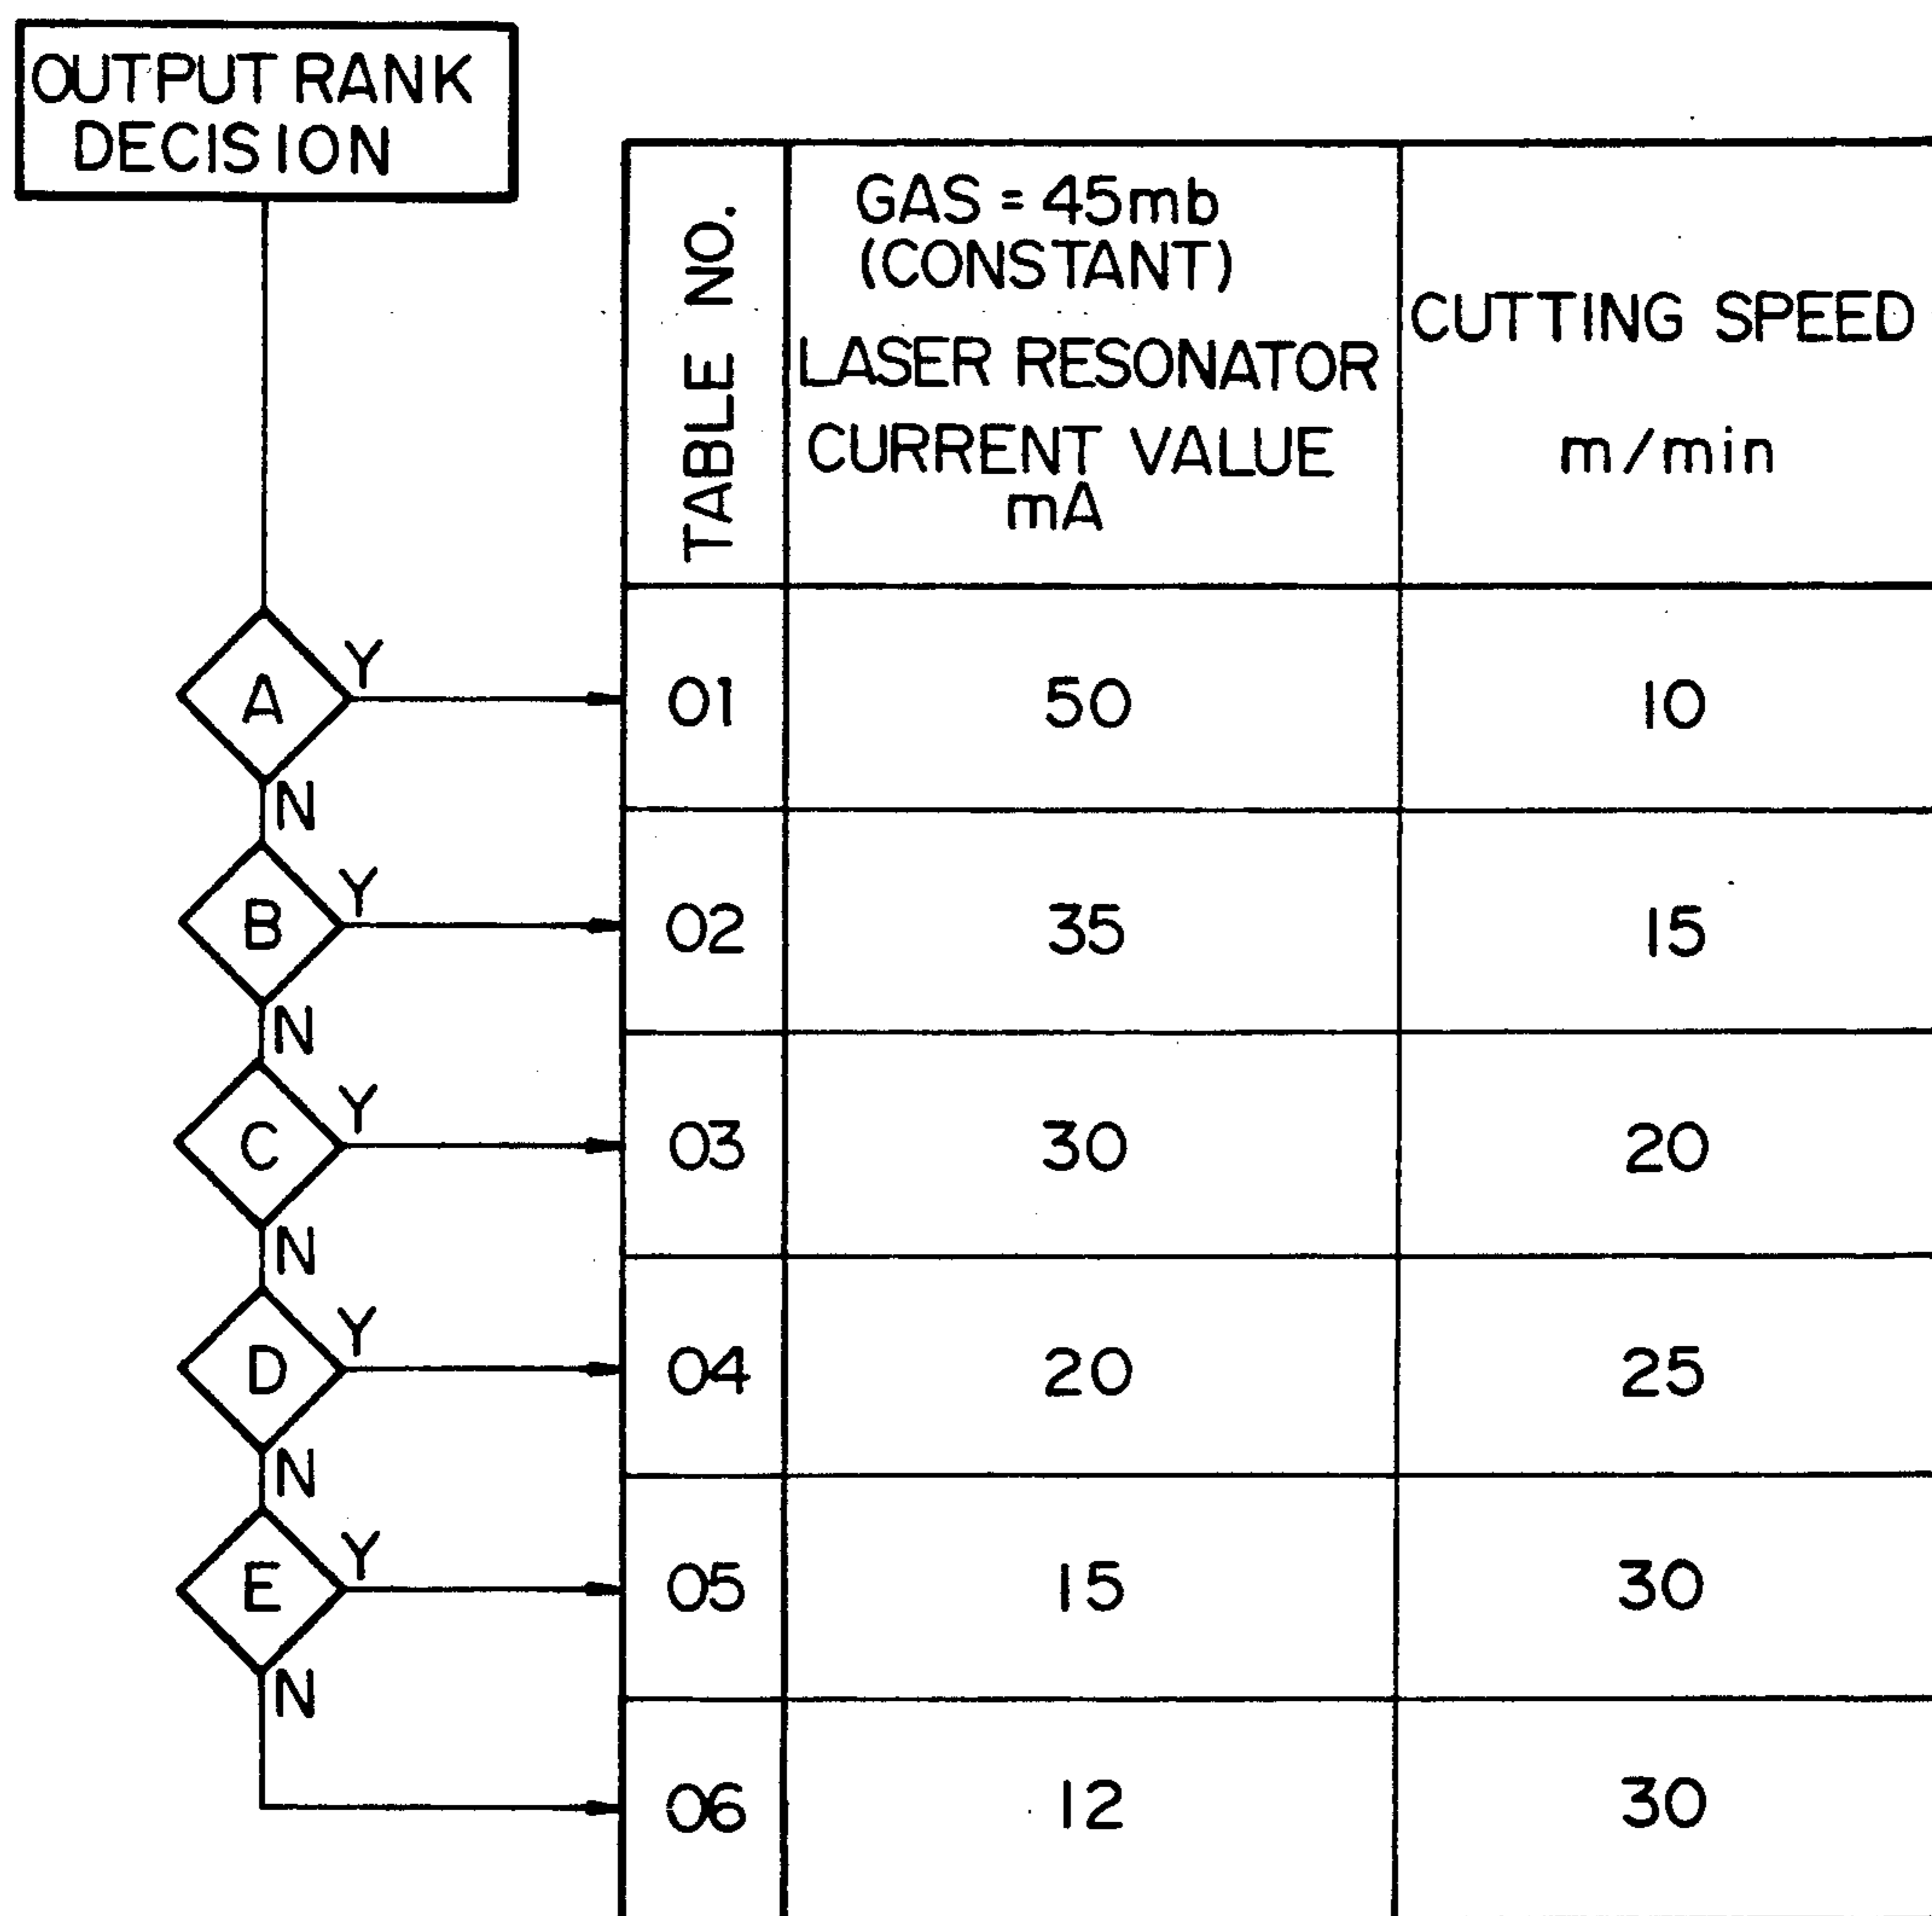 OUTPUT RANK
DECISION
TABLE NO.
GAS = 45mb
(CONSTANT)
LASER RESONATOR
CURRENT VALUE
mA
CUTTING SPEED
m/min
A Y 01 50 10
N
B Y 02 35 15
N
C Y 03 30 20
N
D Y 04 20 25
N
E Y 05 15 30
N
06 12 30